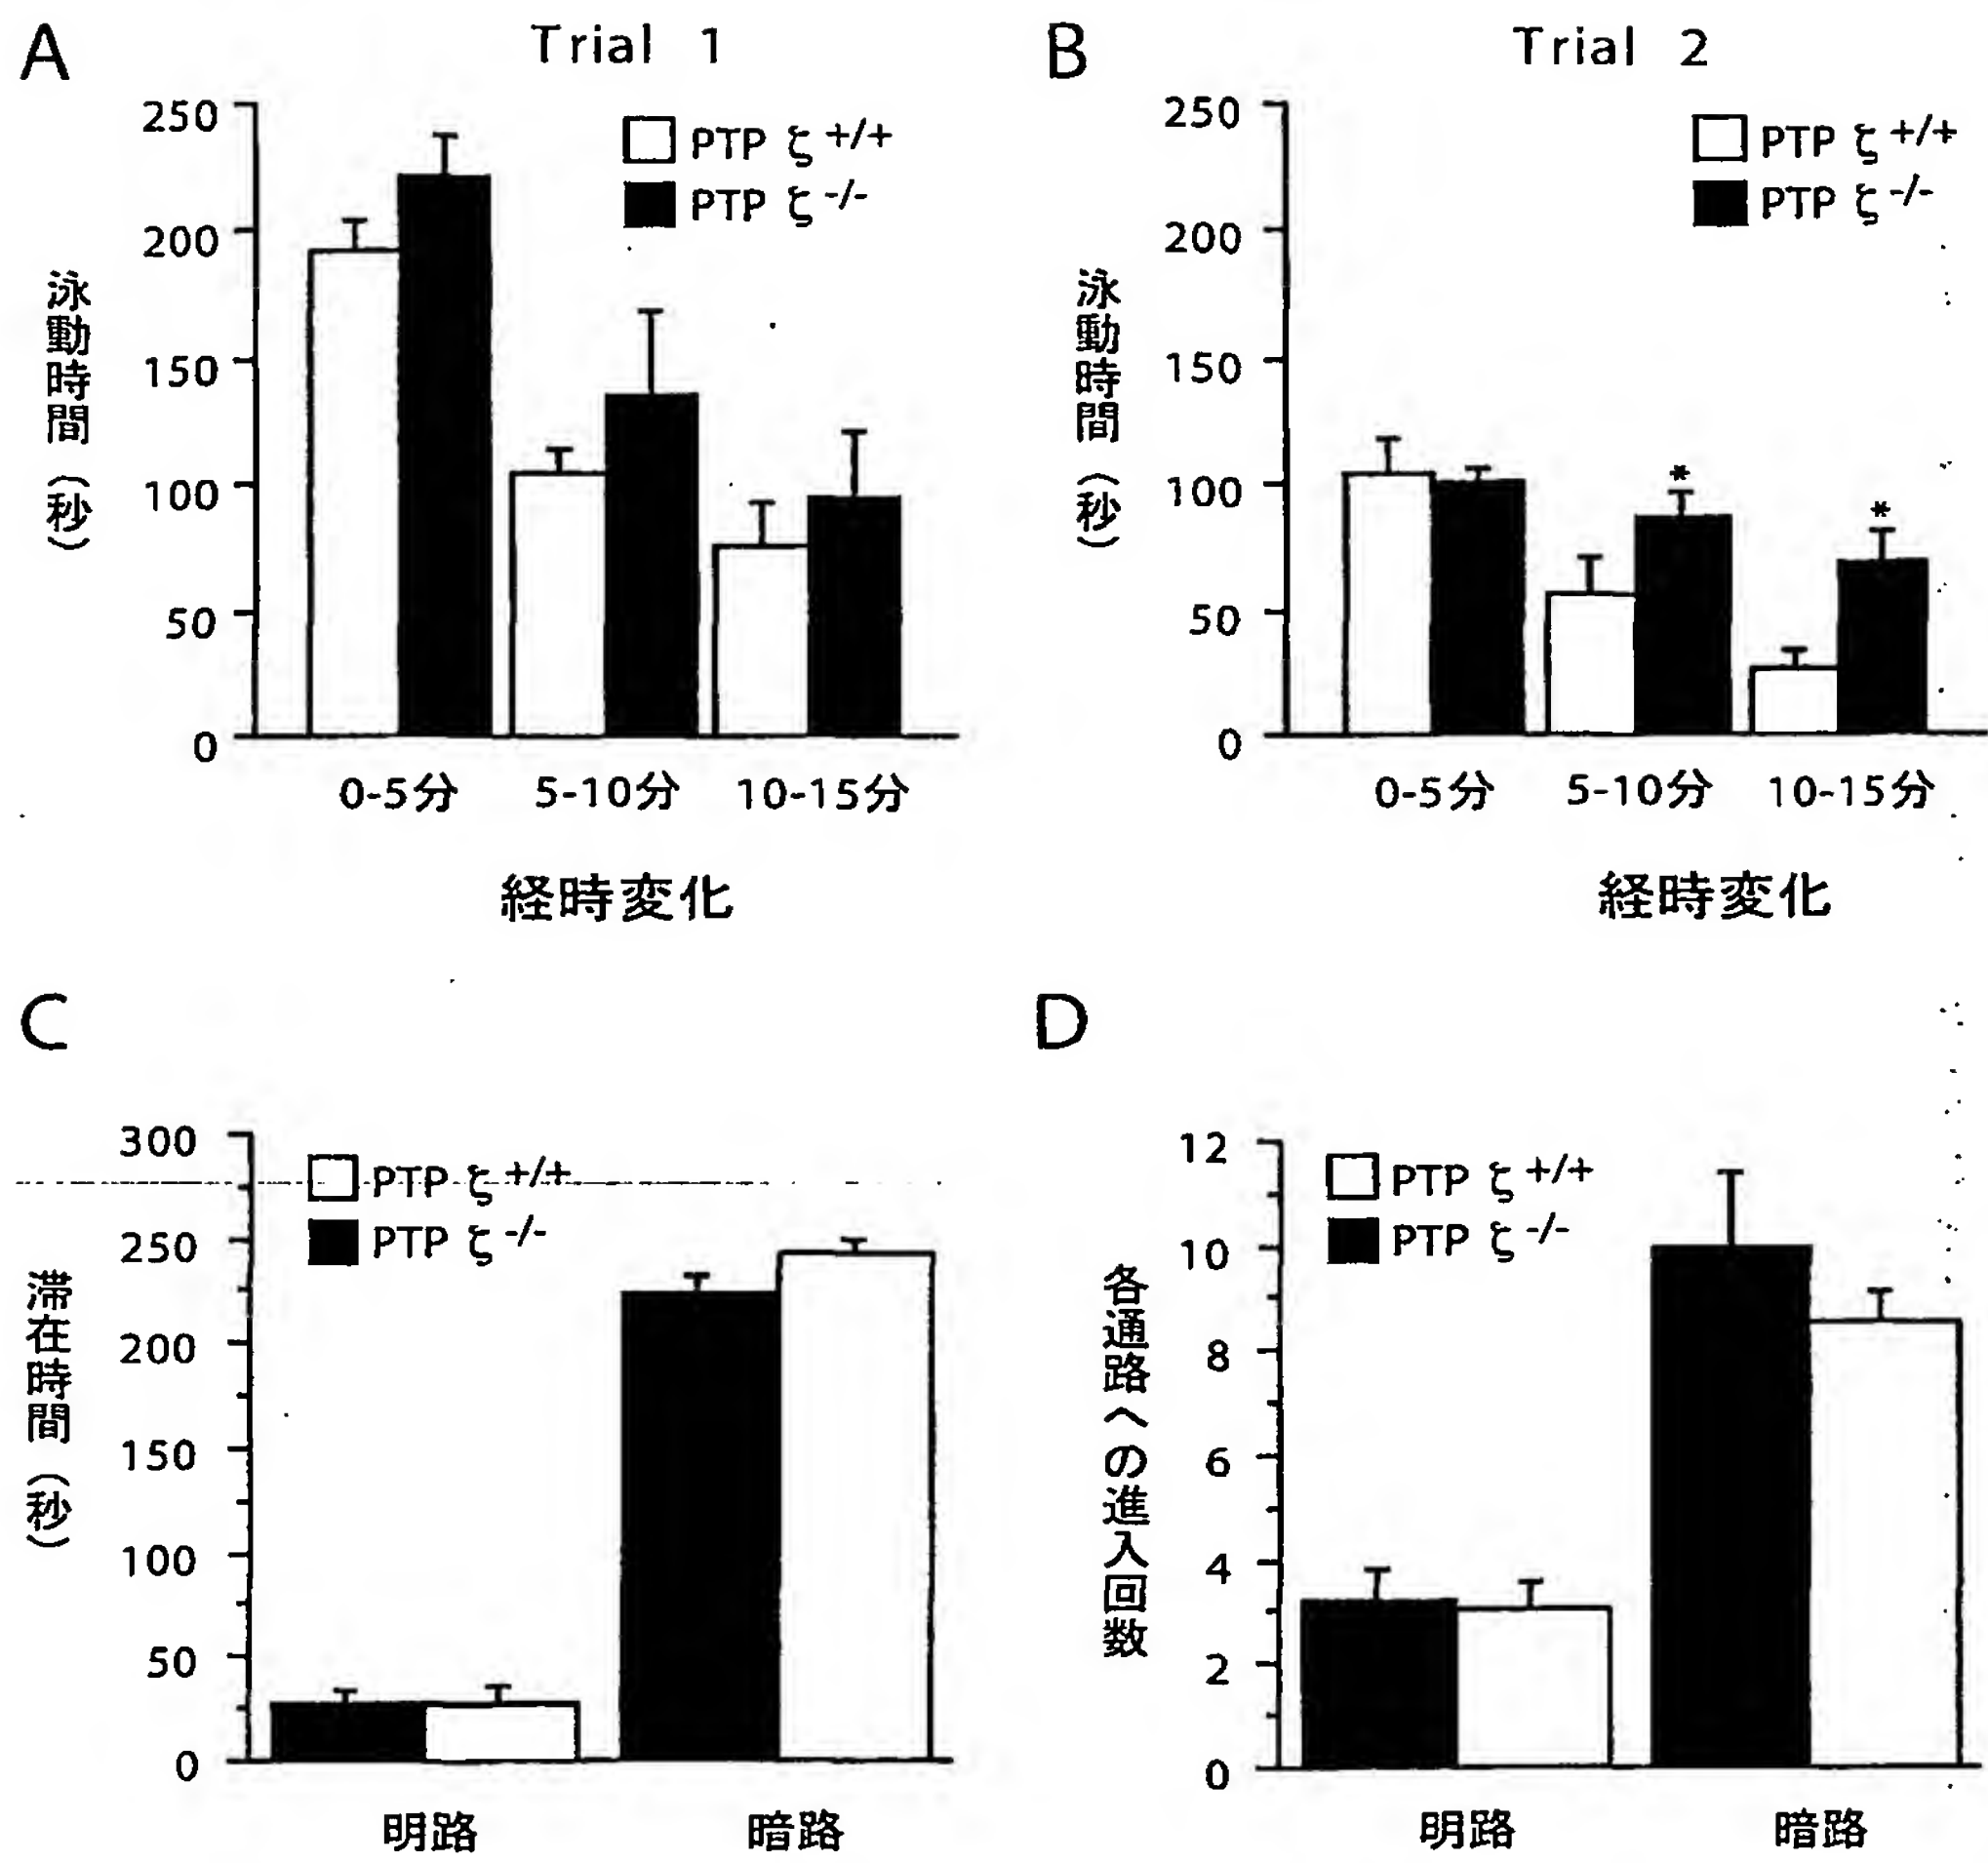 A
Trial 1
250
200
150
100
50
0
泳動時間（秒）
PTP ζ +/+
PTP ζ -/-
0-5分
5-10分
10-15分
経時変化
B
Trial 2
250
200
150
100
50
0
泳動時間（秒）
PTP ζ +/+
PTP ζ -/-
*
*
0-5分
5-10分
10-15分
経時変化
C
300
250
200
150
100
50
0
滞在時間（秒）
PTP ζ +/+
PTP ζ -/-
明路
暗路
D
12
10
8
6
4
2
0
各通路への進入回数
PTP ζ +/+
PTP ζ -/-
明路
暗路